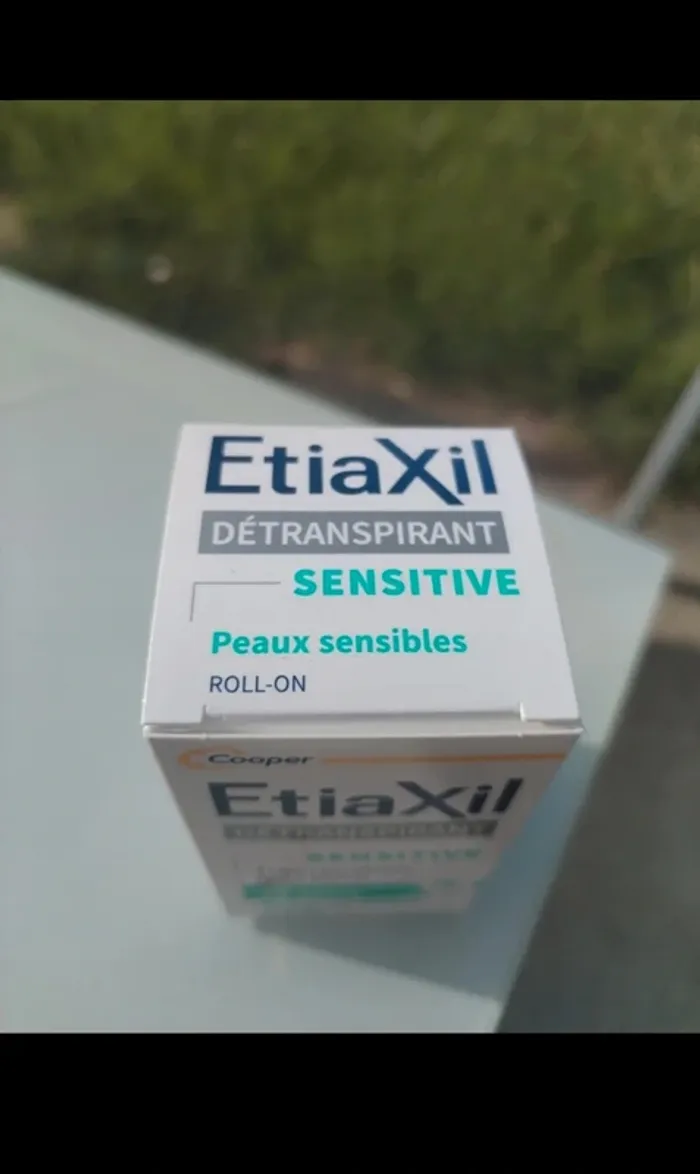 EtiaXil
DÉTRANSPIRANT
SENSITIVE
Peaux sensibles
ROLL-ON
Cooper
EtiaXil
DÉTRANSPIRANT
SENSITIVE